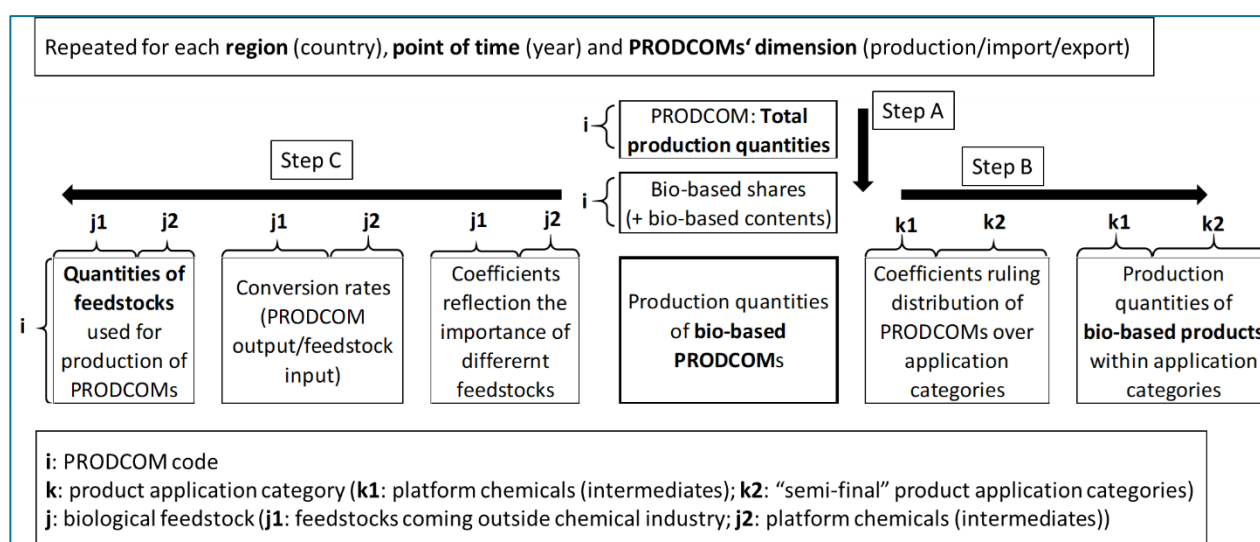 Repeated for each region (country), point of time (year) and PRODCOMs‘ dimension (production/import/export)
i
PRODCOM: Total
production quantities
Step A
Step C
i
Bio-based shares
(+ bio-based contents)
Step B
j1 j2
j1 j2
j1 j2
k1 k2
k1 k2
i
Quantities of
feedstocks
used for
production of
PRODCOMs
Conversion rates
(PRODCOM
output/feedstock
input)
Coefficients
reflection the
importance of
differernt
feedstocks
Production quantities
of bio-based
PRODCOMs
Coefficients ruling
distribution of
PRODCOMs over
application
categories
Production
quantities of
bio-based products
within application
categories
i: PRODCOM code
k: product application category (k1: platform chemicals (intermediates); k2: “semi-final” product application categories)
j: biological feedstock (j1: feedstocks coming outside chemical industry; j2: platform chemicals (intermediates))